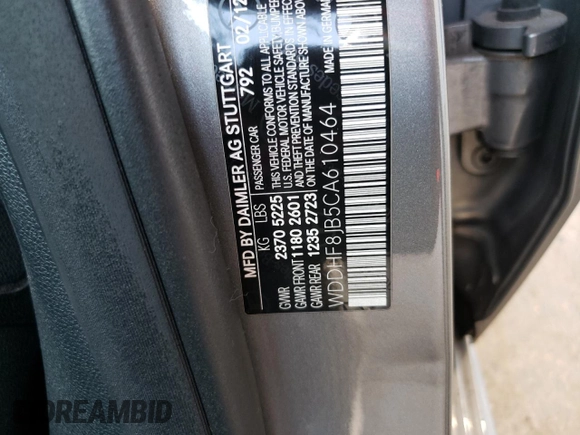 MFD BY DAIMLER AG STUTTGART
792 02/12
KG LBS PASSENGER CAR
GVWR 2370 5225
GAWR FRONT 1180 2601
GAWR REAR 1235 2723
THIS VEHICLE CONFORMS TO ALL APPLICABLE
U.S. FEDERAL MOTOR VEHICLE SAFETY/BUMPER
AND THEFT PREVENTION STANDARDS IN EFFECT
ON THE DATE OF MANUFACTURE SHOWN ABOVE
WDDHF8JB5CA610464
MADE IN GERMANY